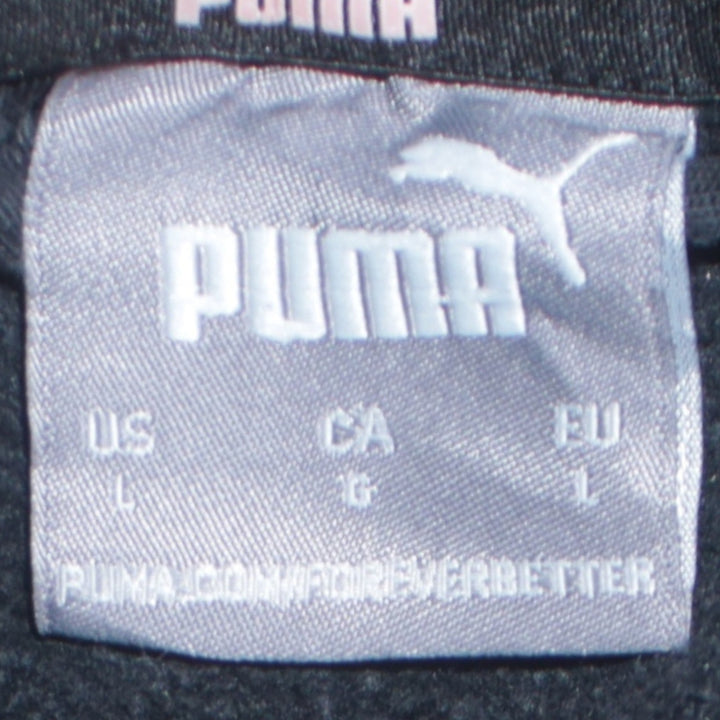 PUMA
PUMA
US CA EU
L G L
PUMA.COM/FOREVERBETTER